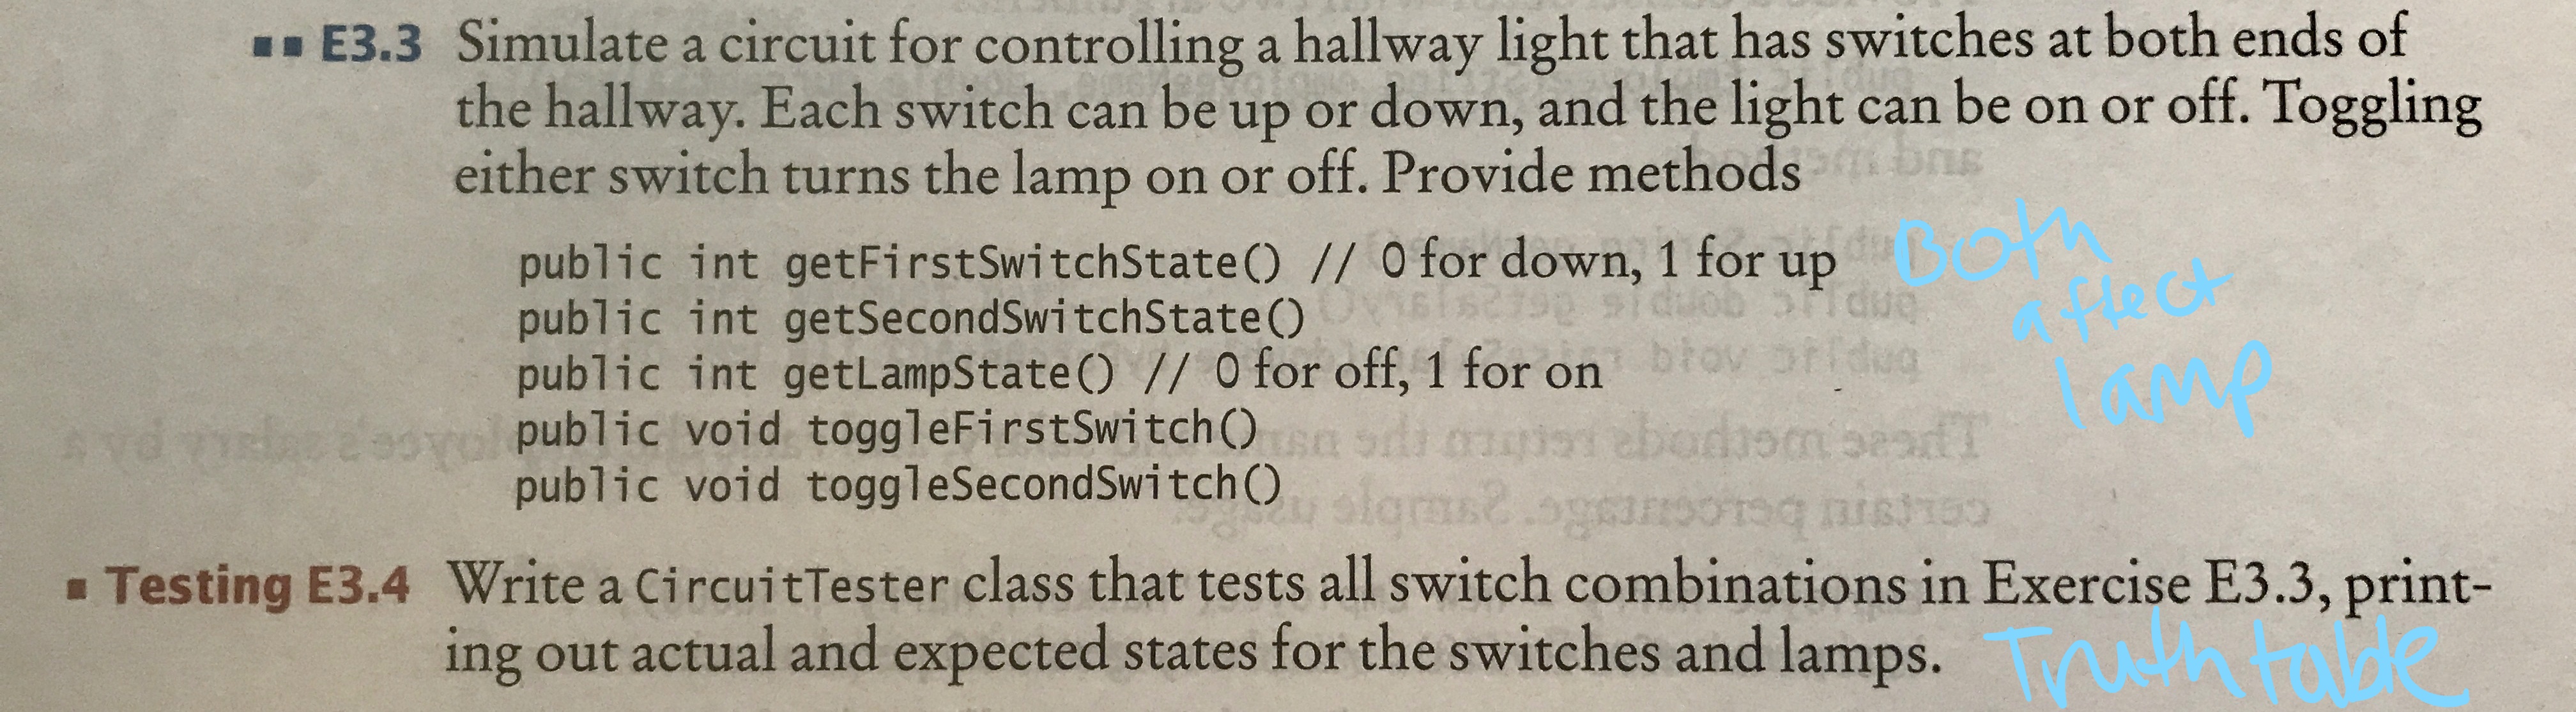 E3.3 Simulate a circuit for controlling a hallway light that has switches at both ends of
the hallway. Each switch can be up or down, and the light can be on or off. Toggling
either switch turns the lamp on or off. Provide methods
public int getFirstSwitchState() // 0 for down, 1 for up
public int getSecondSwitchState()
public int getLampState() // 0 for off, 1 for on
public void toggleFirstSwitch()
public void toggleSecondSwitch()
Both
affect
lamp
Testing E3.4 Write a CircuitTester class that tests all switch combinations in Exercise E3.3, print-
ing out actual and expected states for the switches and lamps.
Truth table